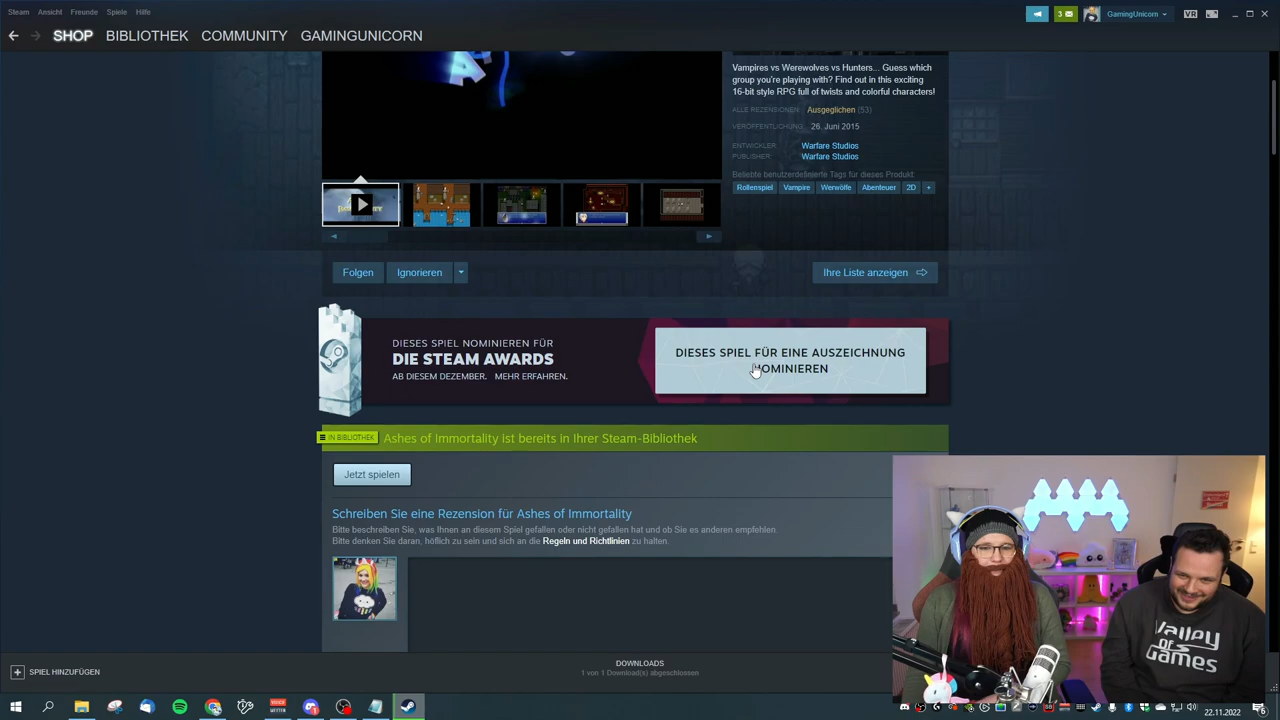 Steam Ansicht Freunde Spiele Hilfe
3
GamingUnicorn
VR
SHOP BIBLIOTHEK COMMUNITY GAMINGUNICORN
Vampires vs Werewolves vs Hunters... Guess which
group you're playing with? Find out in this exciting
16-bit style RPG full of twists and colorful characters!
ALLE REZENSIONEN: Ausgeglichen (53)
VERÖFFENTLICHUNG: 26. Juni 2015
ENTWICKLER: Warfare Studios
PUBLISHER: Warfare Studios
Beliebte benutzerdefinierte Tags für dieses Produkt:
Rollenspiel Vampire Werwölfe Abenteuer 2D +
Folgen Ignorieren
Ihre Liste anzeigen
DIESES SPIEL NOMINIEREN FÜR
DIE STEAM AWARDS
AB DIESEM DEZEMBER. MEHR ERFAHREN.
DIESES SPIEL FÜR EINE AUSZEICHNUNG
NOMINIEREN
IN BIBLIOTHEK
Ashes of Immortality ist bereits in Ihrer Steam-Bibliothek
Jetzt spielen
Schreiben Sie eine Rezension für Ashes of Immortality
Bitte beschreiben Sie, was Ihnen an diesem Spiel gefallen oder nicht gefallen hat und ob Sie es anderen empfehlen.
Bitte denken Sie daran, höflich zu sein und sich an die Regeln und Richtlinien zu halten.
Valley
of
GAMES
SPIEL HINZUFÜGEN
DOWNLOADS
1 von 1 Download(s) abgeschlossen
22.11.2022